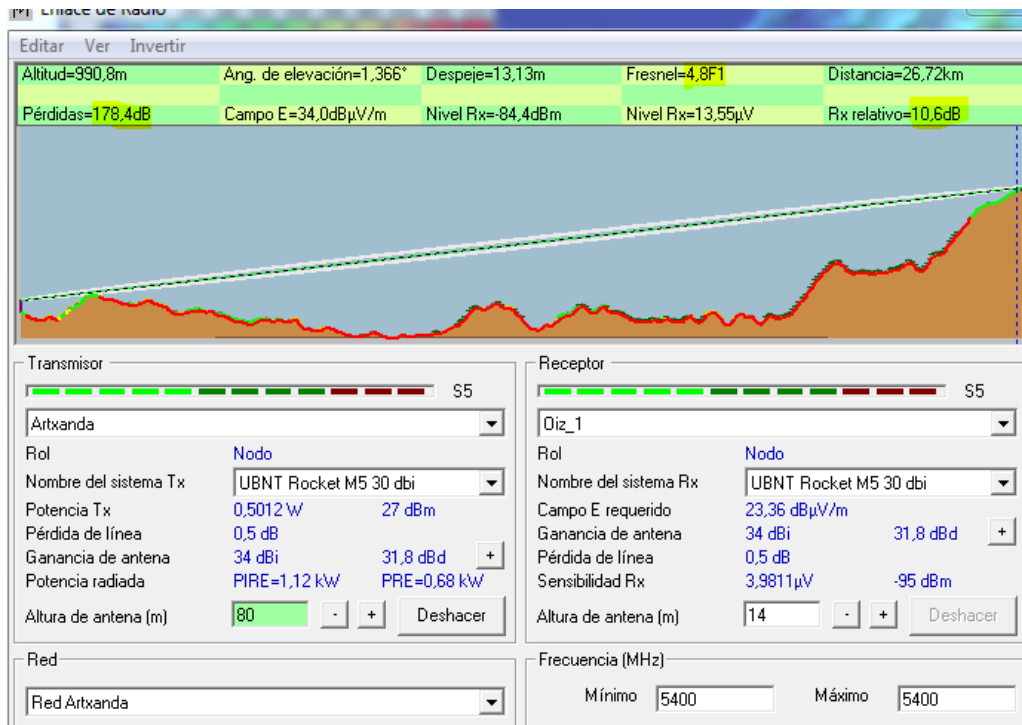 Enlace de Radio
Editar Ver Invertir
Altitud=990,8m Ang. de elevación=1,366° Despeje=13,13m Fresnel=4,8F1 Distancia=26,72km
Pérdidas=178,4dB Campo E=34,0dBµV/m Nivel Rx=-84,4dBm Nivel Rx=13,55µV Rx relativo=10,6dB
Transmisor
S5
Artxanda
Rol Nodo
Nombre del sistema Tx UBNT Rocket M5 30 dbi
Potencia Tx 0,5012 W 27 dBm
Pérdida de línea 0,5 dB
Ganancia de antena 34 dBi 31,8 dBd +
Potencia radiada PIRE=1,12 kW PRE=0,68 kW
Altura de antena (m) 80 - + Deshacer
Red
Red Artxanda
Receptor
S5
Oiz_1
Rol Nodo
Nombre del sistema Rx UBNT Rocket M5 30 dbi
Campo E requerido 23,36 dBµV/m
Ganancia de antena 34 dBi 31,8 dBd +
Pérdida de línea 0,5 dB
Sensibilidad Rx 3,9811µV -95 dBm
Altura de antena (m) 14 - + Deshacer
Frecuencia (MHz)
Mínimo 5400 Máximo 5400